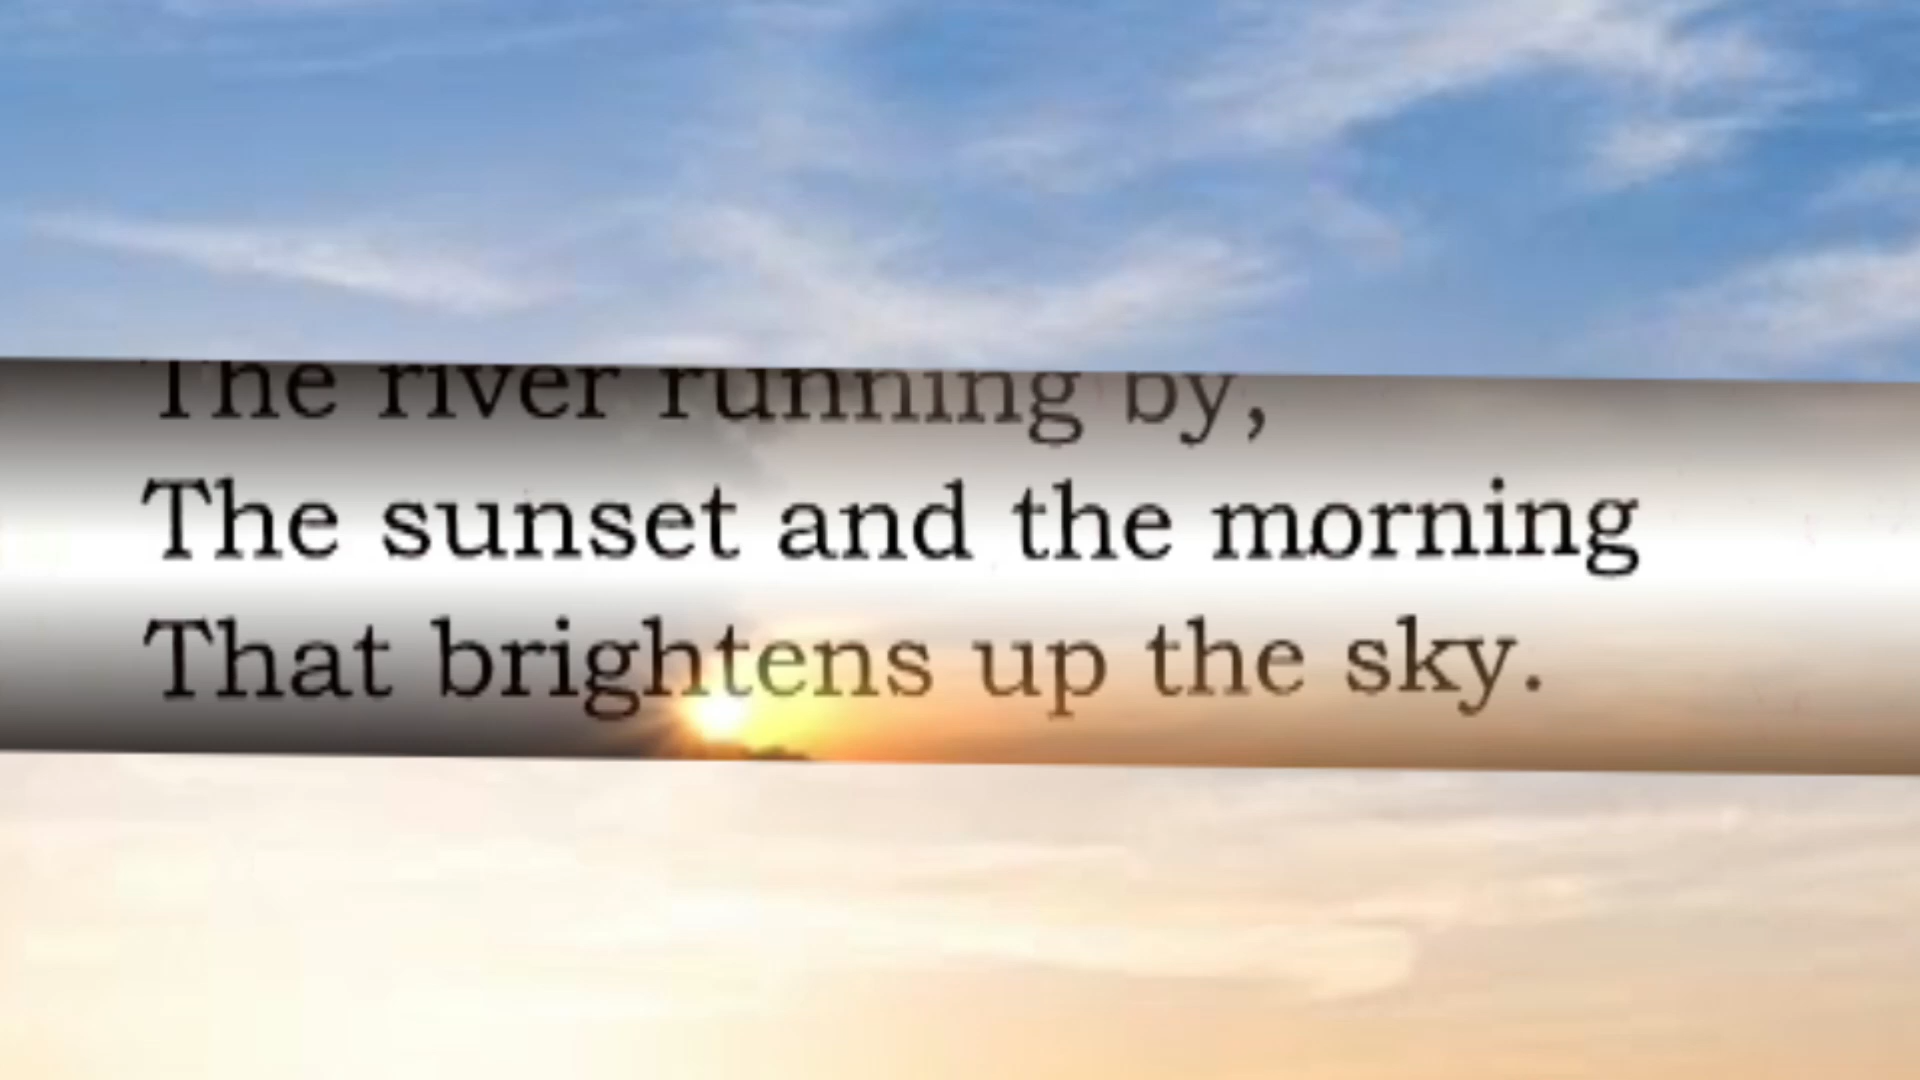 The river running by,
The sunset and the morning
That brightens up the sky.